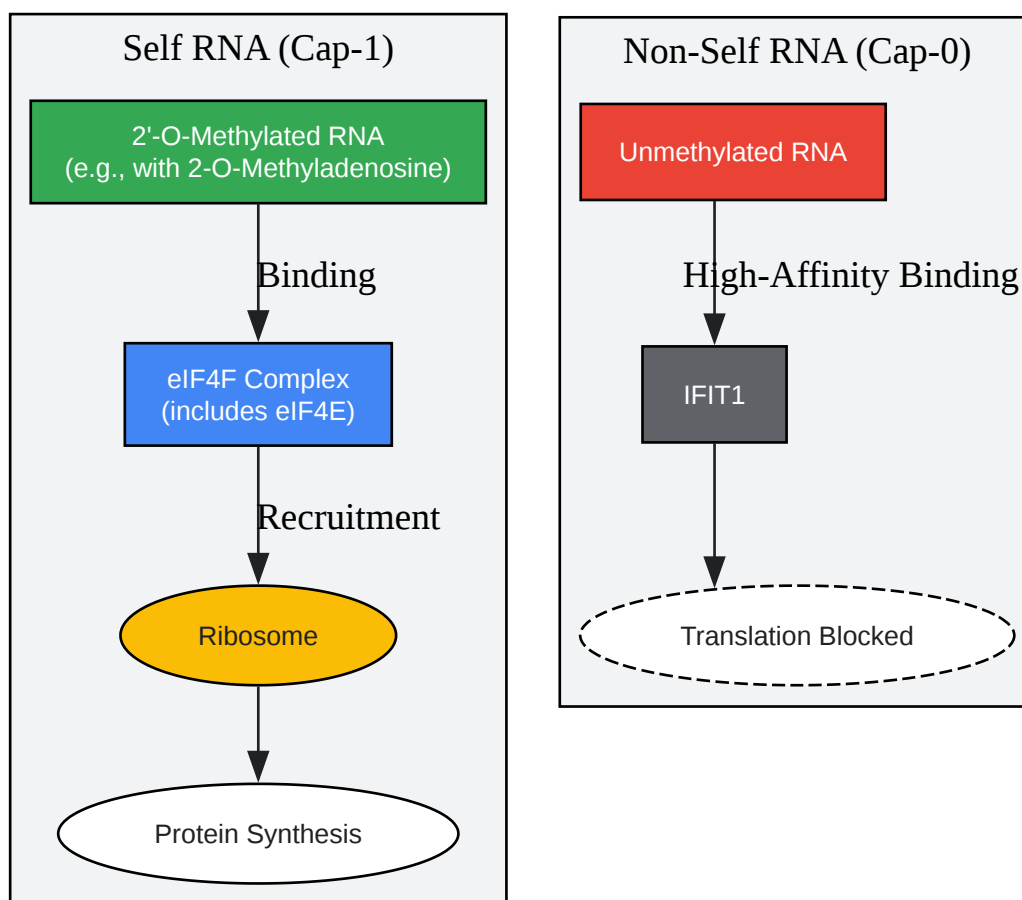 Self RNA (Cap-1)
2'-O-Methylated RNA
(e.g., with 2-O-Methyladenosine)
Binding
eIF4F Complex
(includes eIF4E)
Recruitment
Ribosome
Protein Synthesis
Non-Self RNA (Cap-0)
Unmethylated RNA
High-Affinity Binding
IFIT1
Translation Blocked